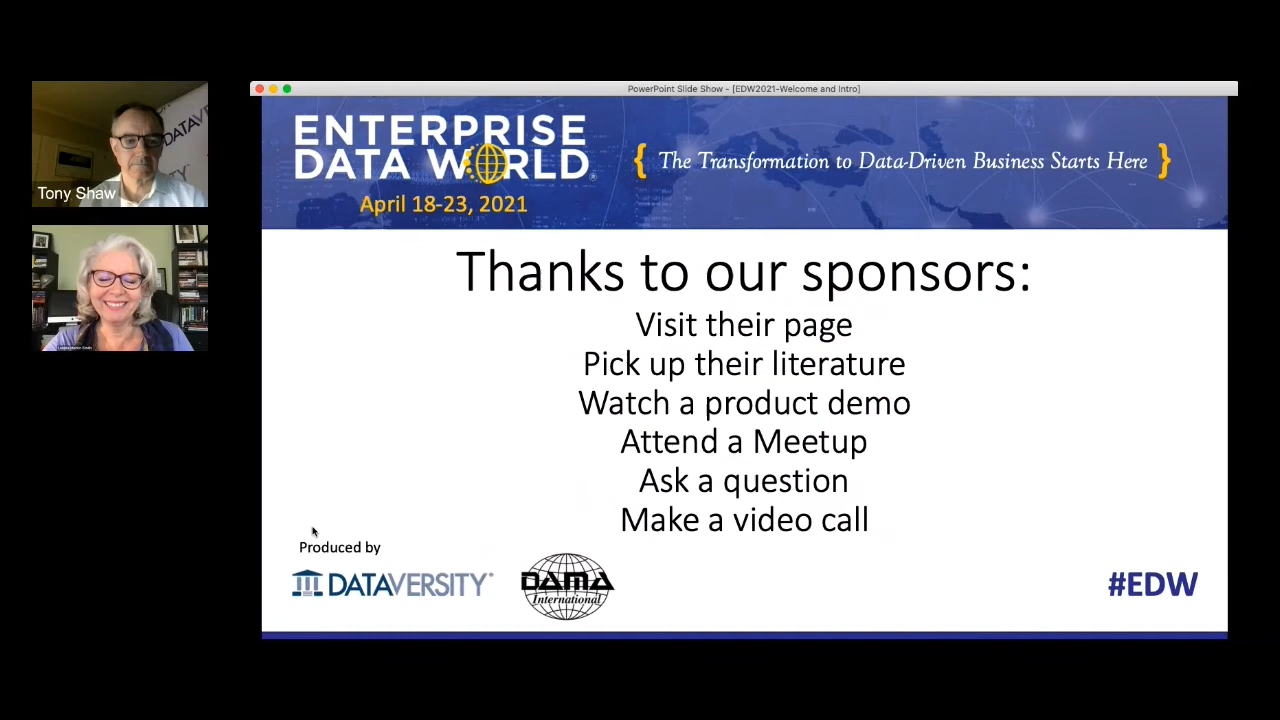 PowerPoint Slide Show - [EDW2021-Welcome and Intro]
DATAVERSITY
Tony Shaw
ENTERPRISE
DATA WORLD®
April 18-23, 2021
{ The Transformation to Data-Driven Business Starts Here }
Thanks to our sponsors:
Visit their page
Pick up their literature
Watch a product demo
Attend a Meetup
Ask a question
Make a video call
Produced by
DATAVERSITY®
DAMA
International
#EDW